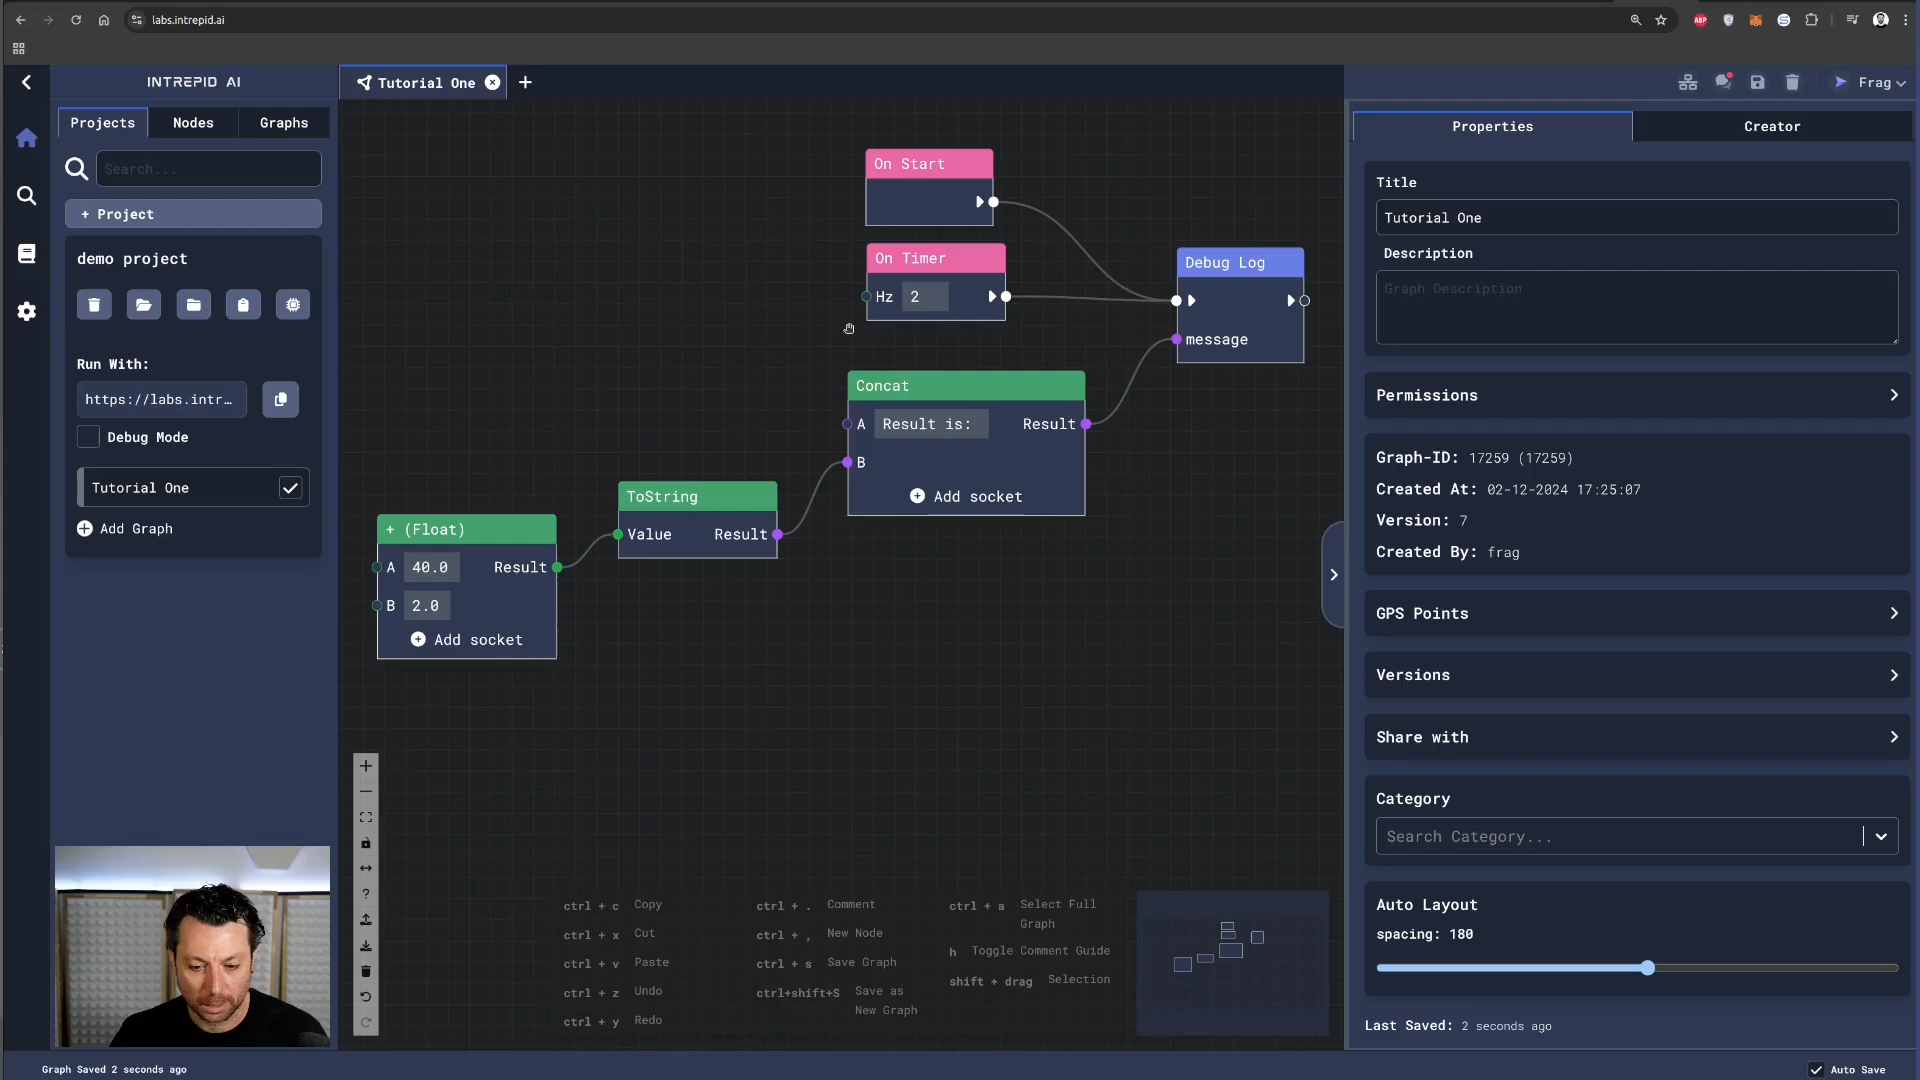 labs.intrepid.ai
ABP
INTREPID AI
Tutorial One
Frag
Projects
Nodes
Graphs
Search...
+ Project
demo project
Run With:
https://labs.intr...
Debug Mode
Tutorial One
Add Graph
On Start
On Timer
Hz 2
Debug Log
message
Concat
A Result is: Result
B
Add socket
ToString
Value Result
+ (Float)
A 40.0 Result
B 2.0
Add socket
ctrl + c Copy
ctrl + x Cut
ctrl + v Paste
ctrl + z Undo
ctrl + y Redo
ctrl + . Comment
ctrl + , New Node
ctrl + s Save Graph
ctrl+shift+S Save as
New Graph
ctrl + a Select Full
Graph
h Toggle Comment Guide
shift + drag Selection
Properties
Creator
Title
Tutorial One
Description
Graph Description
Permissions
Graph-ID: 17259 (17259)
Created At: 02-12-2024 17:25:07
Version: 7
Created By: frag
GPS Points
Versions
Share with
Category
Search Category...
Auto Layout
spacing: 180
Last Saved: 2 seconds ago
Graph Saved 2 seconds ago
Auto Save